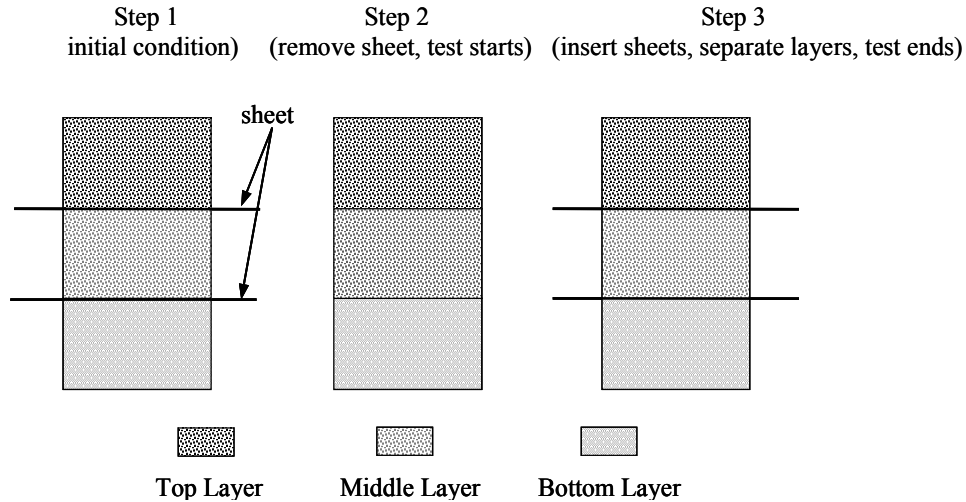 Step 1
initial condition)
Step 2
(remove sheet, test starts)
Step 3
(insert sheets, separate layers, test ends)
sheet
Top Layer
Middle Layer
Bottom Layer